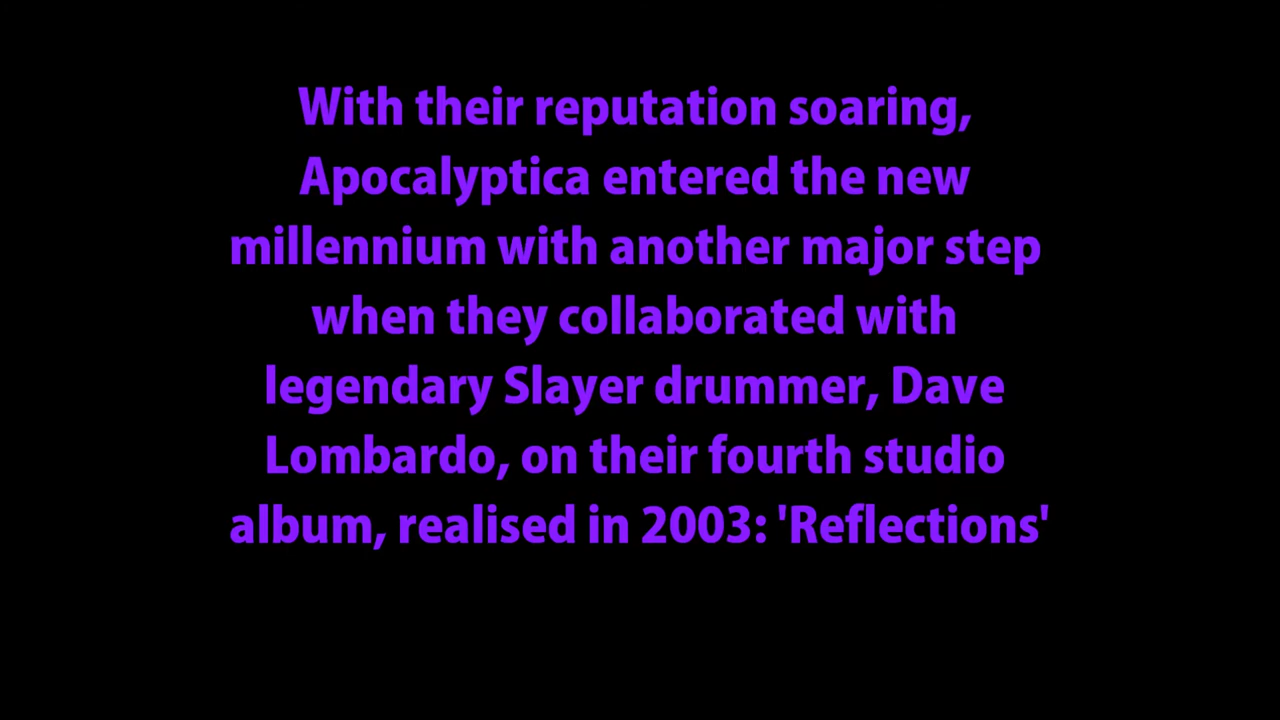 With their reputation soaring,
Apocalyptica entered the new
millennium with another major step
when they collaborated with
legendary Slayer drummer, Dave
Lombardo, on their fourth studio
album, realised in 2003: 'Reflections'